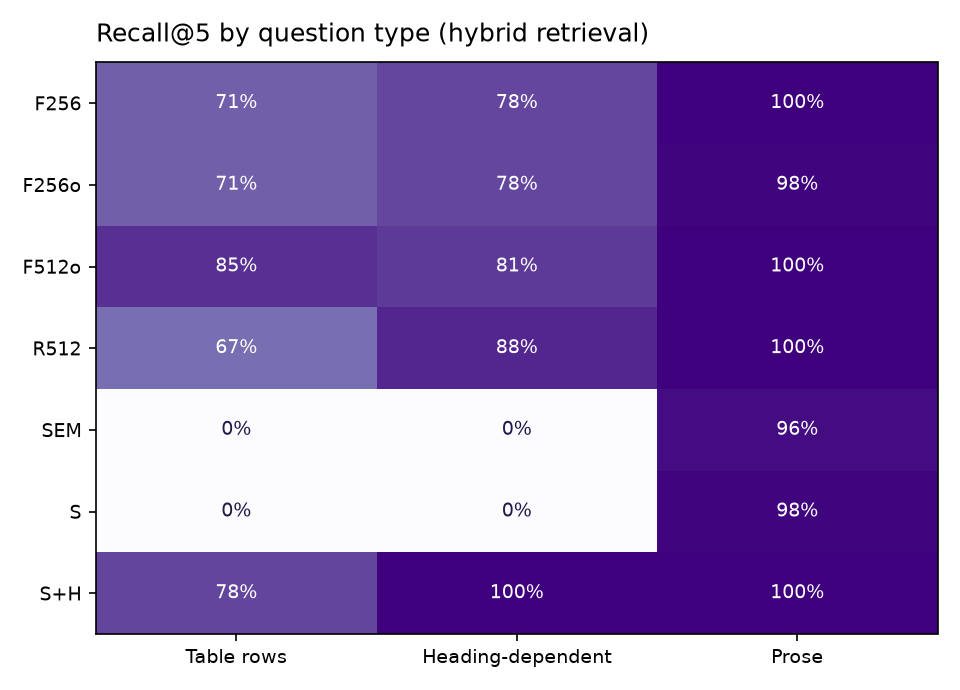 Recall@5 by question type (hybrid retrieval)
F256 71% 78% 100%
F256o 71% 78% 98%
F512o 85% 81% 100%
R512 67% 88% 100%
SEM 0% 0% 96%
S 0% 0% 98%
S+H 78% 100% 100%
Table rows Heading-dependent Prose